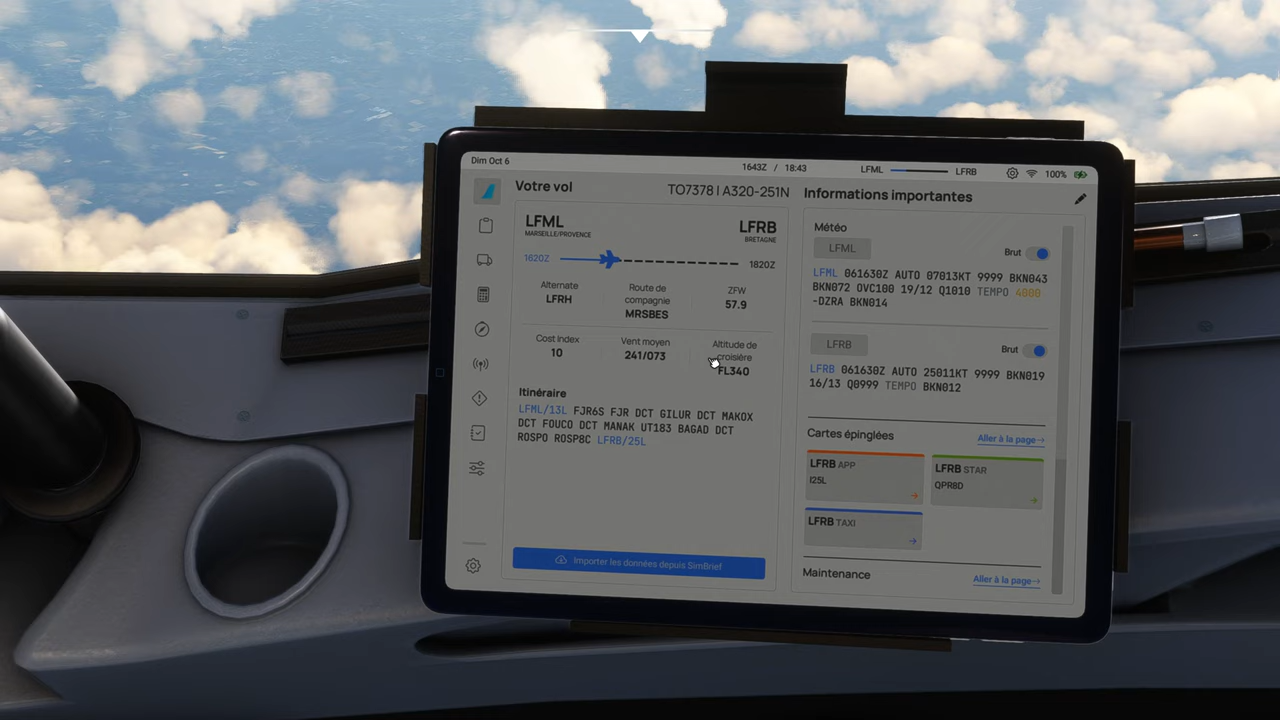 Dim Oct 6
1643Z / 18:43
LFML
LFRB
100%
Votre vol
TO7378 | A320-251N
LFML
MARSEILLE/PROVENCE
LFRB
BRETAGNE
1620Z
1820Z
Alternate
LFRH
Route de
compagnie
MRSBES
ZFW
57.9
Cost Index
10
Vent moyen
241/073
Altitude de
croisière
FL340
Itinéraire
LFML/13L FJR6S FJR DCT GILUR DCT MAKOX
DCT FOUCO DCT MANAK UT183 BAGAD DCT
ROSPO ROSP8C LFRB/25L
Importer les données depuis SimBrief
Informations importantes
Météo
LFML
Brut
LFML 061630Z AUTO 07013KT 9999 BKN043
BKN072 OVC100 19/12 Q1010 TEMPO 4000
-DZRA BKN014
LFRB
Brut
LFRB 061630Z AUTO 25011KT 9999 BKN019
16/13 Q0999 TEMPO BKN012
Cartes épinglées
Aller à la page→
LFRB APP
I25L
→
LFRB STAR
QPR8D
→
LFRB TAXI
→
Maintenance
Aller à la page→